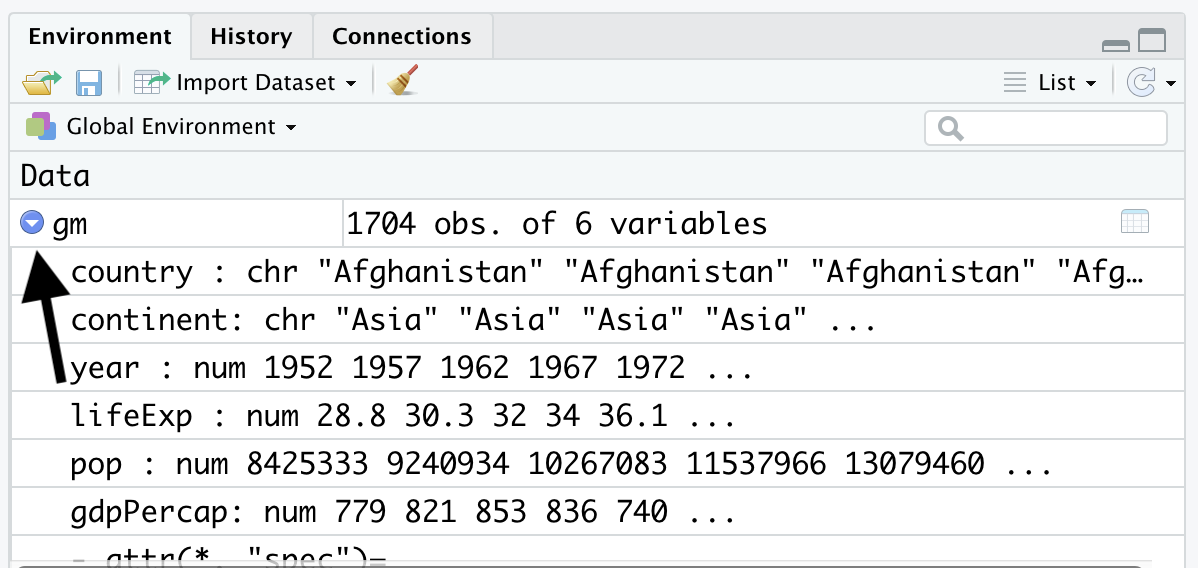 Environment History Connections
Import Dataset List
Global Environment
Data
gm 1704 obs. of 6 variables
country : chr "Afghanistan" "Afghanistan" "Afghanistan" "Afg…
continent: chr "Asia" "Asia" "Asia" "Asia" ...
year : num 1952 1957 1962 1967 1972 ...
lifeExp : num 28.8 30.3 32 34 36.1 ...
pop : num 8425333 9240934 10267083 11537966 13079460 ...
gdpPercap: num 779 821 853 836 740 ...
- attr(*, "spec")=